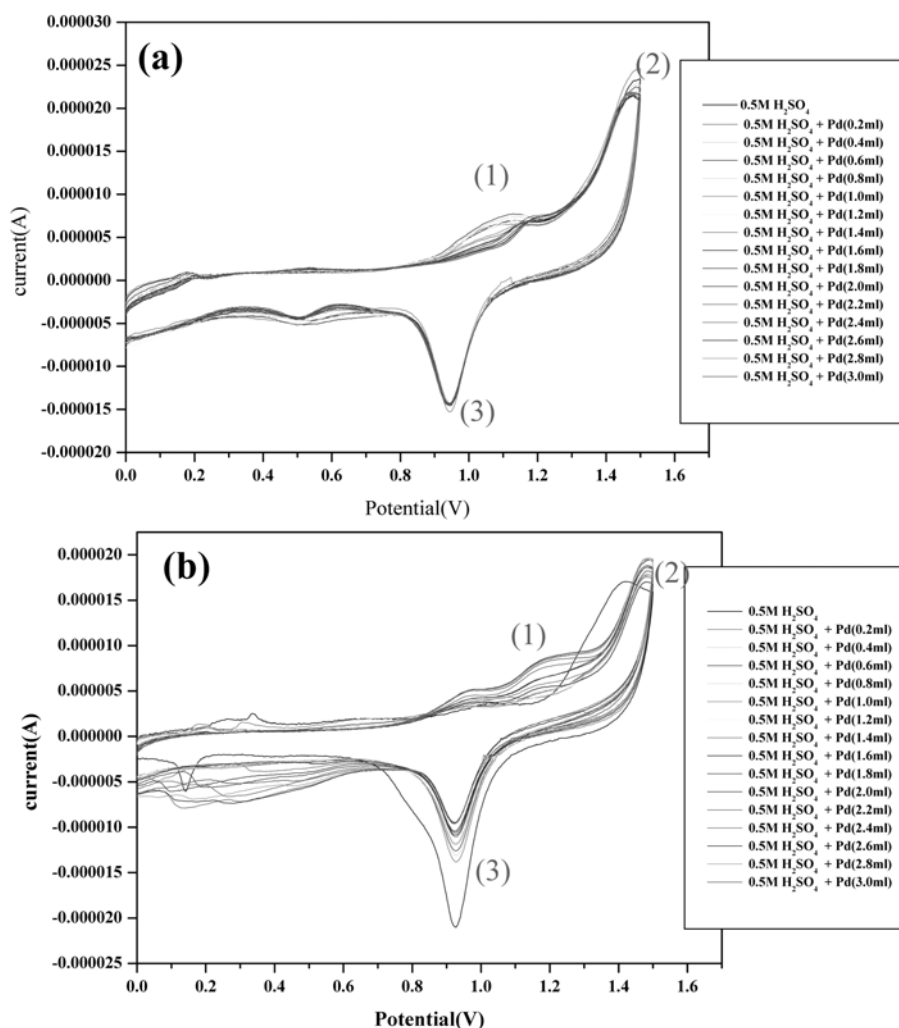 (a)
(1)
(2)
(3)
0.000030
0.000025
0.000020
0.000015
0.000010
0.000005
0.000000
-0.000005
-0.000010
-0.000015
-0.000020
current(A)
0.0 0.2 0.4 0.6 0.8 1.0 1.2 1.4 1.6
Potential(V)
0.5M H₂SO₄
0.5M H₂SO₄ + Pd(0.2ml)
0.5M H₂SO₄ + Pd(0.4ml)
0.5M H₂SO₄ + Pd(0.6ml)
0.5M H₂SO₄ + Pd(0.8ml)
0.5M H₂SO₄ + Pd(1.0ml)
0.5M H₂SO₄ + Pd(1.2ml)
0.5M H₂SO₄ + Pd(1.4ml)
0.5M H₂SO₄ + Pd(1.6ml)
0.5M H₂SO₄ + Pd(1.8ml)
0.5M H₂SO₄ + Pd(2.0ml)
0.5M H₂SO₄ + Pd(2.2ml)
0.5M H₂SO₄ + Pd(2.4ml)
0.5M H₂SO₄ + Pd(2.6ml)
0.5M H₂SO₄ + Pd(2.8ml)
0.5M H₂SO₄ + Pd(3.0ml)
(b)
(1)
(2)
(3)
0.000020
0.000015
0.000010
0.000005
0.000000
-0.000005
-0.000010
-0.000015
-0.000020
-0.000025
current(A)
0.0 0.2 0.4 0.6 0.8 1.0 1.2 1.4 1.6
Potential(V)
0.5M H₂SO₄
0.5M H₂SO₄ + Pd(0.2ml)
0.5M H₂SO₄ + Pd(0.4ml)
0.5M H₂SO₄ + Pd(0.6ml)
0.5M H₂SO₄ + Pd(0.8ml)
0.5M H₂SO₄ + Pd(1.0ml)
0.5M H₂SO₄ + Pd(1.2ml)
0.5M H₂SO₄ + Pd(1.4ml)
0.5M H₂SO₄ + Pd(1.6ml)
0.5M H₂SO₄ + Pd(1.8ml)
0.5M H₂SO₄ + Pd(2.0ml)
0.5M H₂SO₄ + Pd(2.2ml)
0.5M H₂SO₄ + Pd(2.4ml)
0.5M H₂SO₄ + Pd(2.6ml)
0.5M H₂SO₄ + Pd(2.8ml)
0.5M H₂SO₄ + Pd(3.0ml)